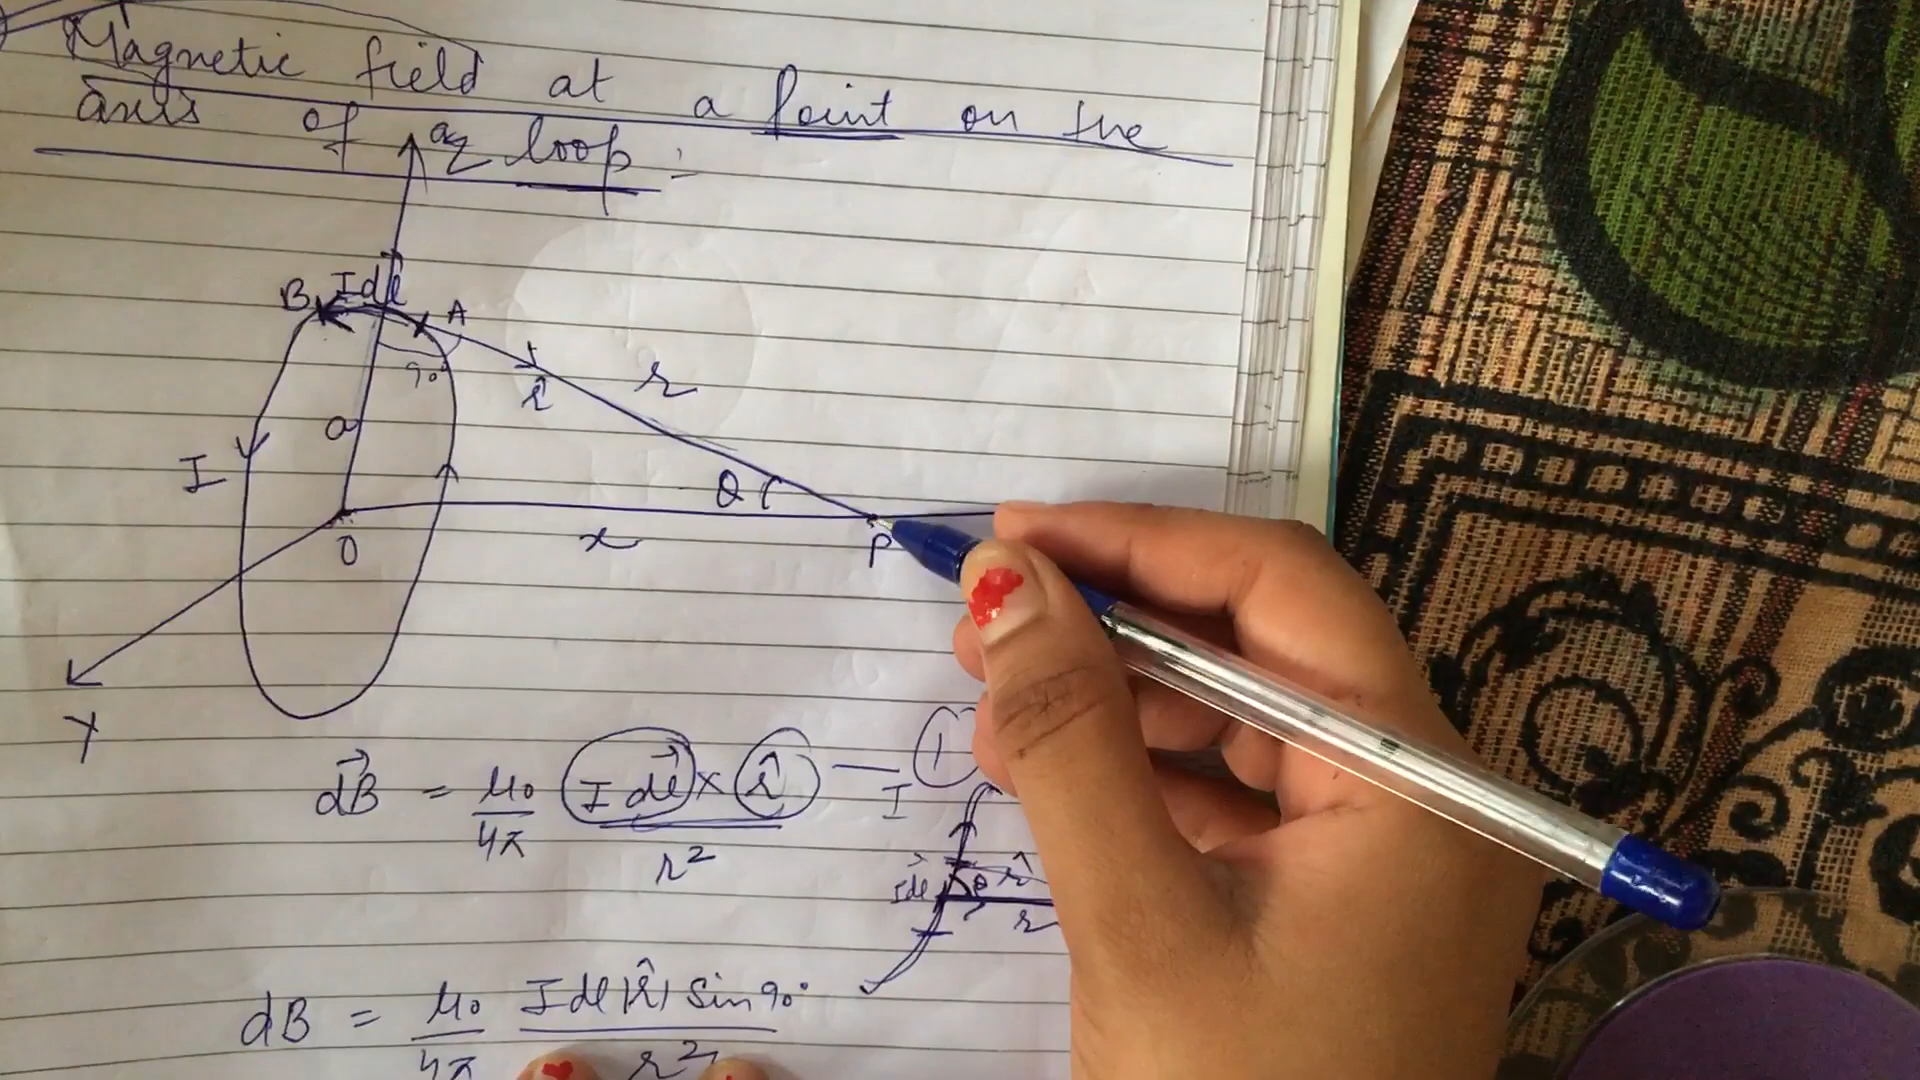 Magnetic field at a point on the
axis of a loop :
B Idl⃗ A
90°
r̂ r
a
I θ
O x P
Y
dB⃗ = μ₀/4π Idl⃗ × r̂/r² — ①
I
Idl⃗ θ r̂
r
dB = μ₀/4π Idl|r̂| sin 90°/r²